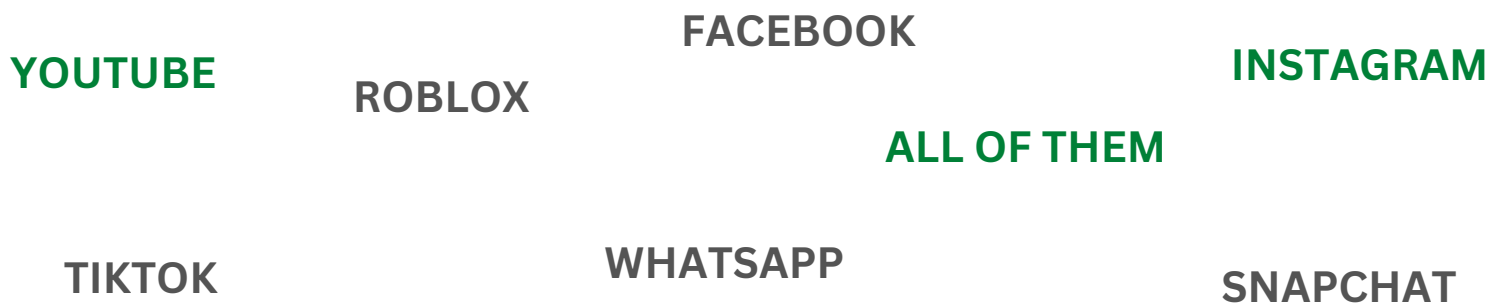 FACEBOOK
YOUTUBE
INSTAGRAM
ROBLOX
ALL OF THEM
TIKTOK
WHATSAPP
SNAPCHAT